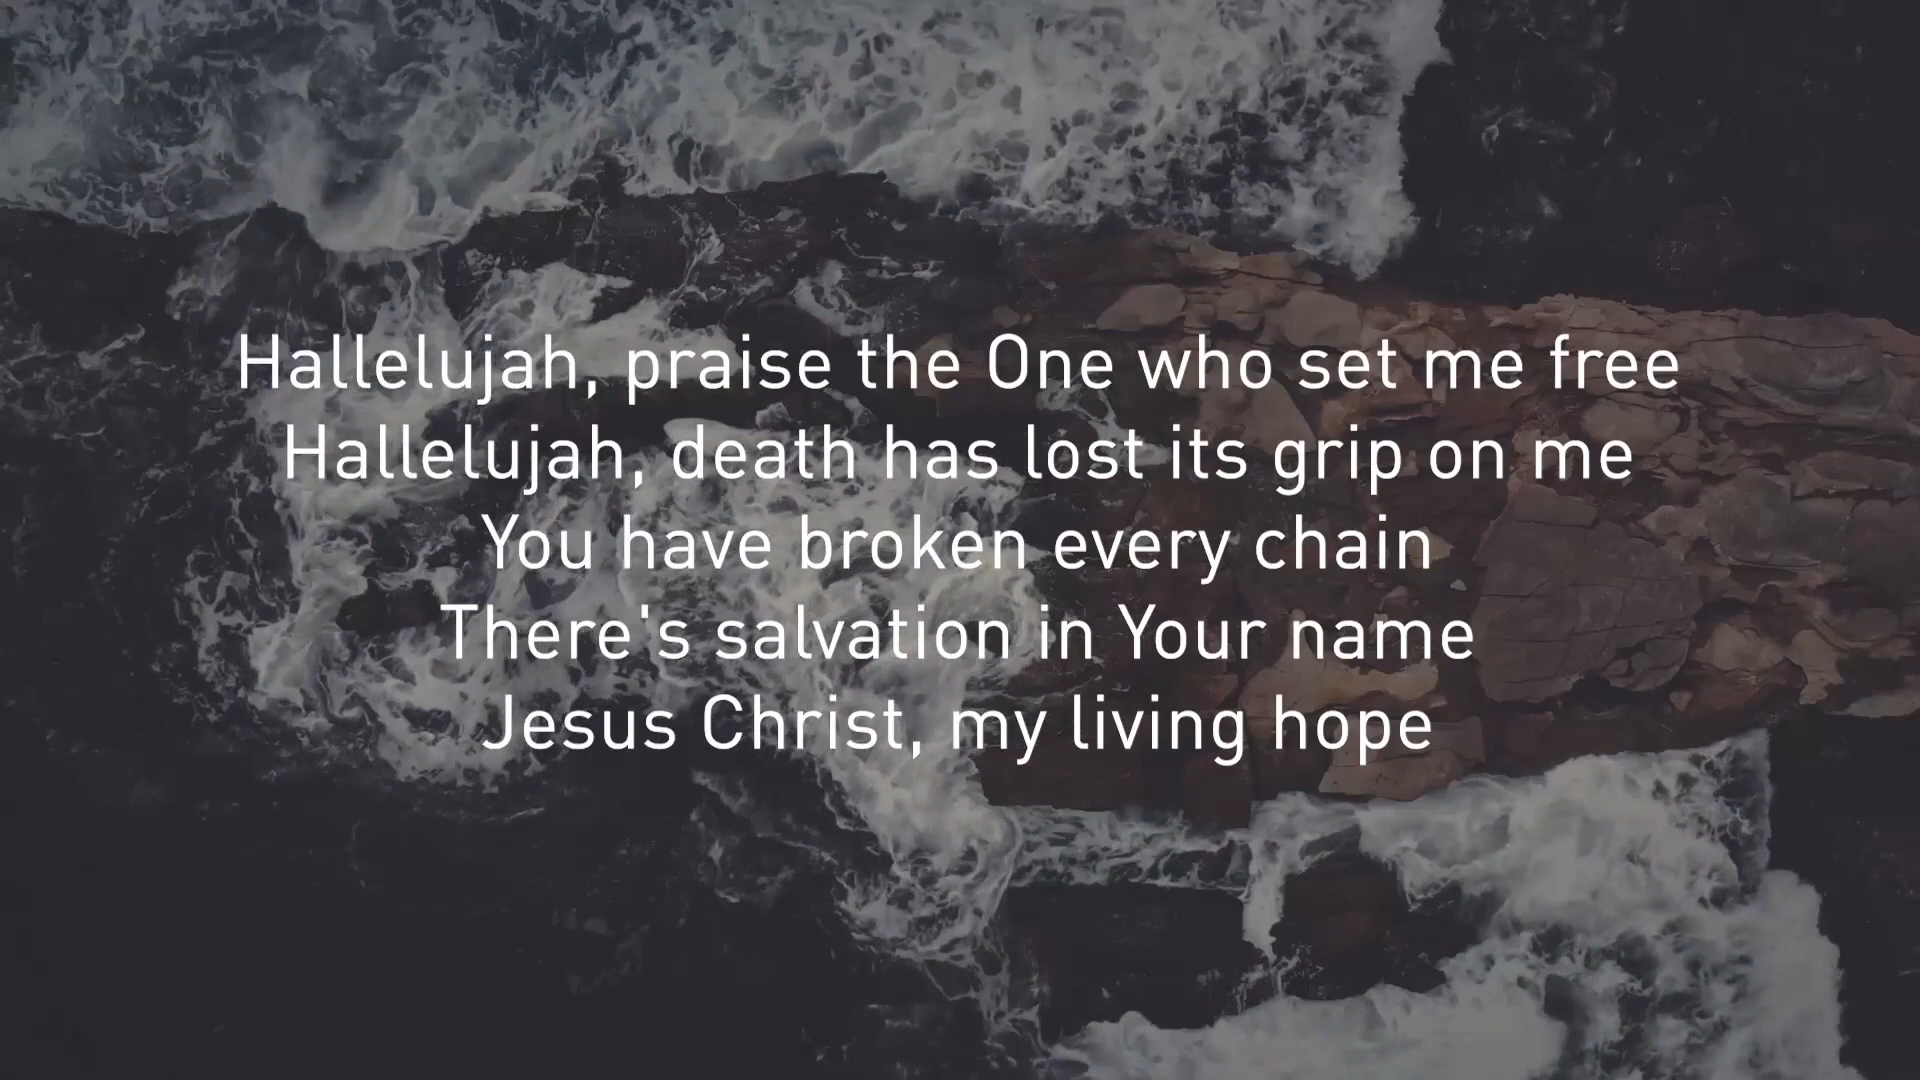 Hallelujah, praise the One who set me free
Hallelujah, death has lost its grip on me
You have broken every chain
There's salvation in Your name
Jesus Christ, my living hope